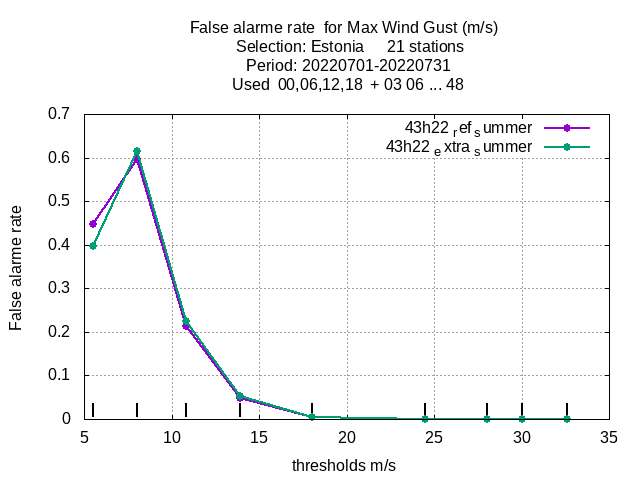 False alarme rate  for Max Wind Gust (m/s)
Selection: Estonia     21 stations
Period: 20220701-20220731
Used  00,06,12,18  + 03 06 ... 48
43h22 ref summer
43h22 extra summer
0.7
0.6
0.5
0.4
0.3
0.2
0.1
0
False alarme rate
5 10 15 20 25 30 35
thresholds m/s